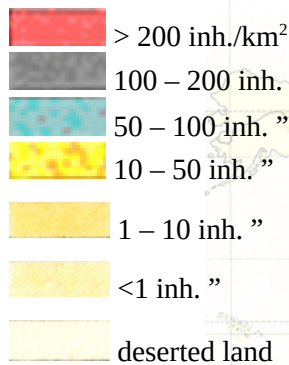 > 200 inh./km²
100 – 200 inh.
50 – 100 inh. ”
10 – 50 inh. ”
1 – 10 inh. ”
<1 inh. ”
deserted land